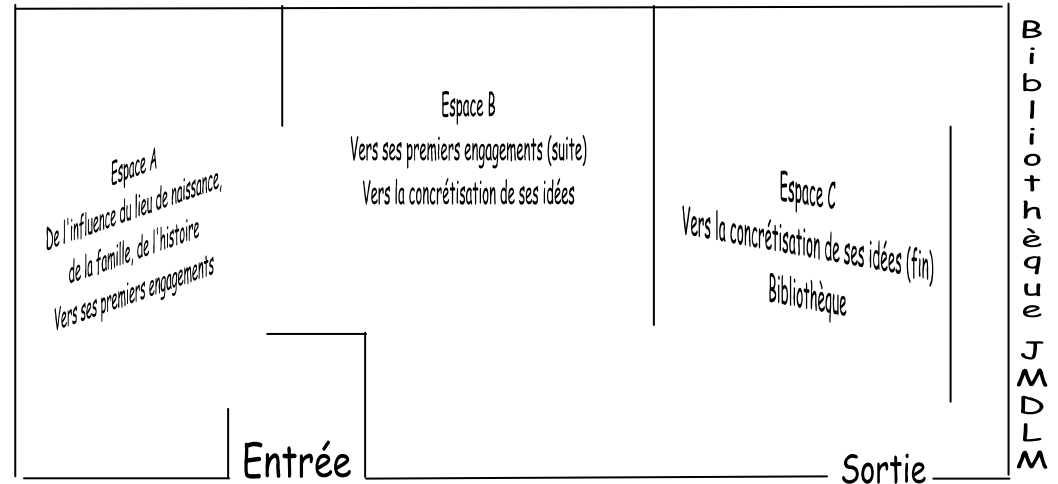 Espace A
De l'influence du lieu de naissance,
de la famille, de l'histoire
Vers ses premiers engagements
Espace B
Vers ses premiers engagements (suite)
Vers la concrétisation de ses idées
Espace C
Vers la concrétisation de ses idées (fin)
Bibliothèque
Entrée
Sortie
Bibliothèque JMDLM